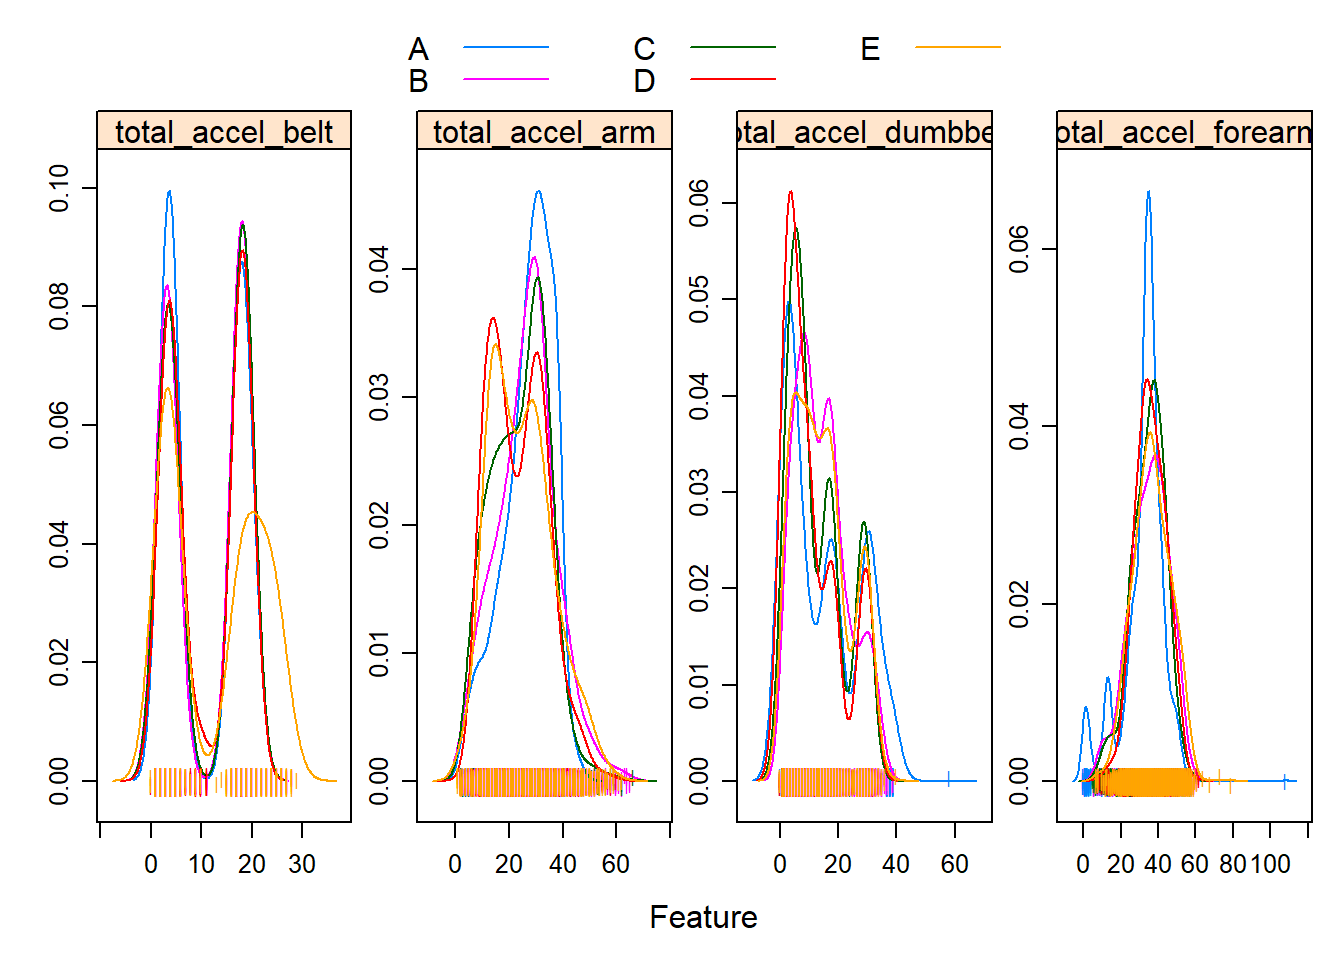 A C E
B D
total_accel_belt total_accel_arm otal_accel_dumbbe otal_accel_forearm
0.00 0.02 0.04 0.06 0.08 0.10
0 10 20 30
0.00 0.01 0.02 0.03 0.04
0 20 40 60
0.00 0.01 0.02 0.03 0.04 0.05 0.06
0 20 40 60
0.00 0.02 0.04 0.06
0 20 40 60 80 100
Feature